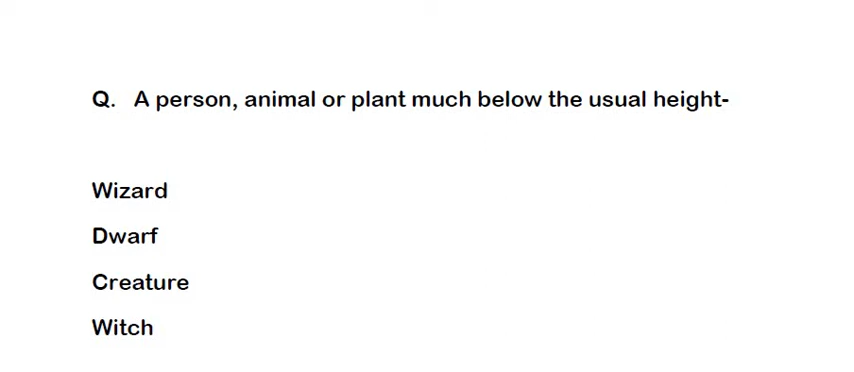 Q. A person, animal or plant much below the usual height-
Wizard
Dwarf
Creature
Witch